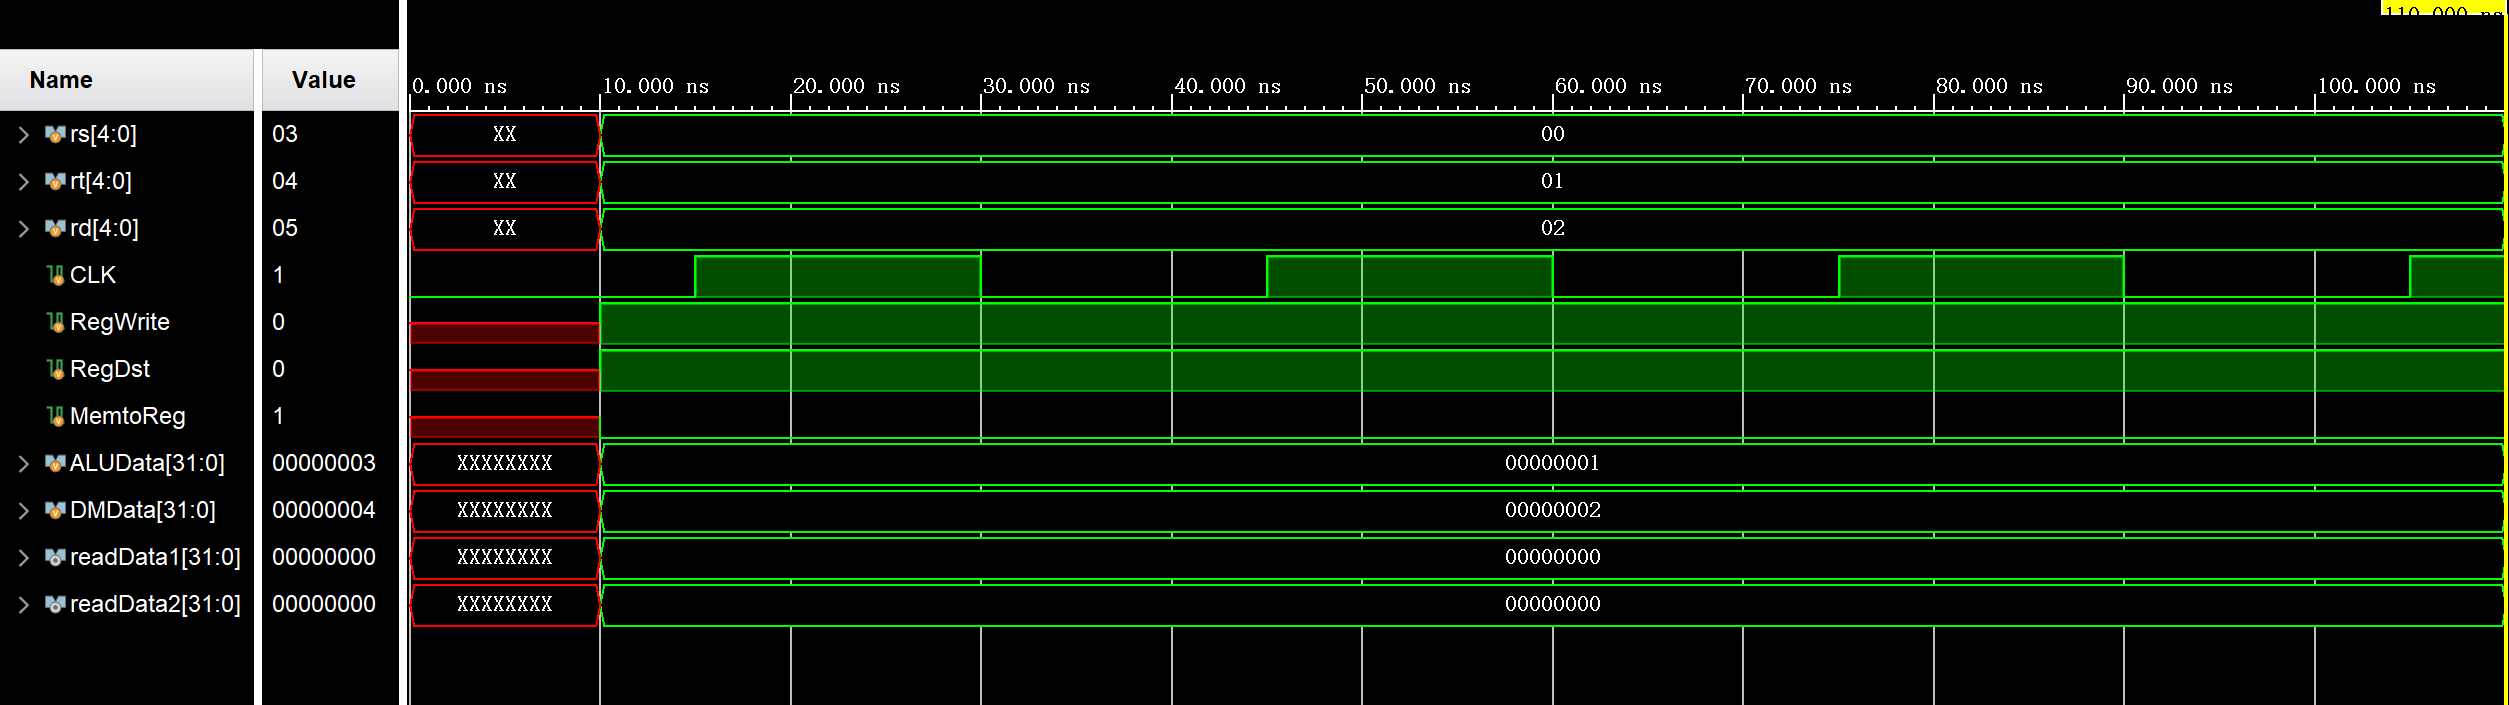 110.000 ns
Name Value
0.000 ns 10.000 ns 20.000 ns 30.000 ns 40.000 ns 50.000 ns 60.000 ns 70.000 ns 80.000 ns 90.000 ns 100.000 ns
rs[4:0] 03 XX 00
rt[4:0] 04 XX 01
rd[4:0] 05 XX 02
CLK 1
RegWrite 0
RegDst 0
MemtoReg 1
ALUData[31:0] 00000003 XXXXXXXX 00000001
DMData[31:0] 00000004 XXXXXXXX 00000002
readData1[31:0] 00000000 XXXXXXXX 00000000
readData2[31:0] 00000000 XXXXXXXX 00000000